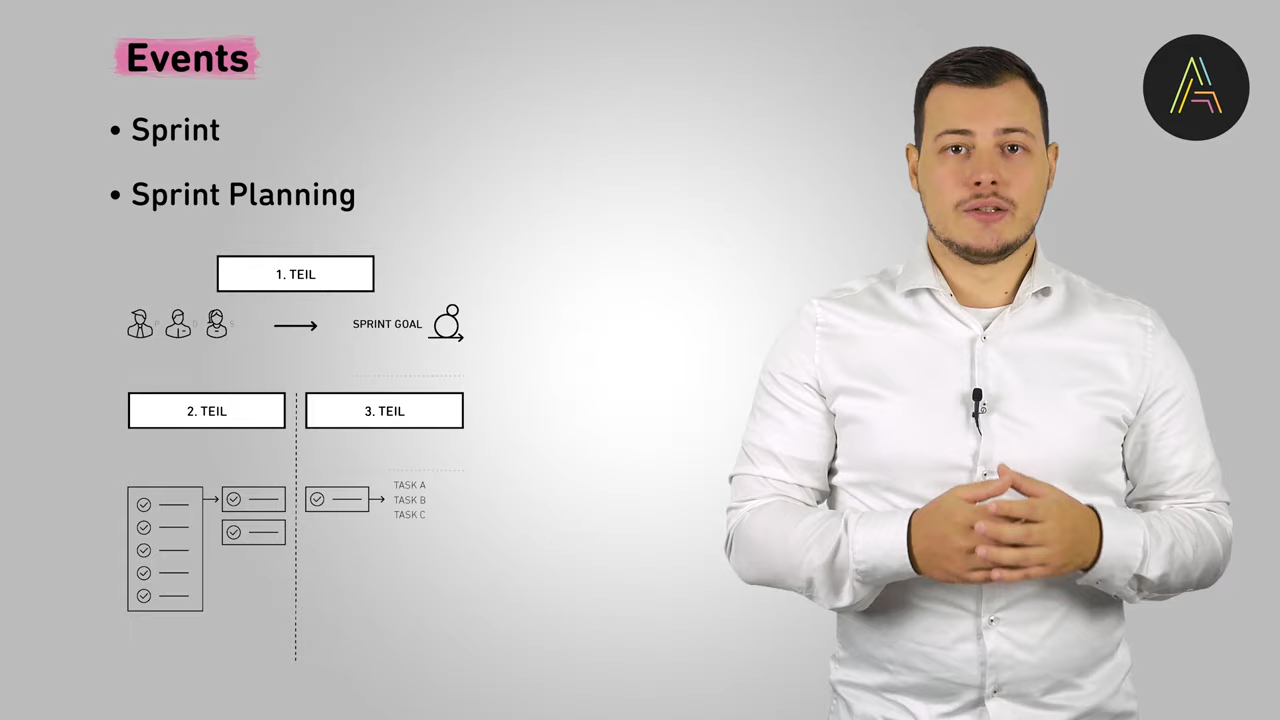 Events
• Sprint
• Sprint Planning
1. TEIL
P D S
SPRINT GOAL
2. TEIL
3. TEIL
TASK A
TASK B
TASK C